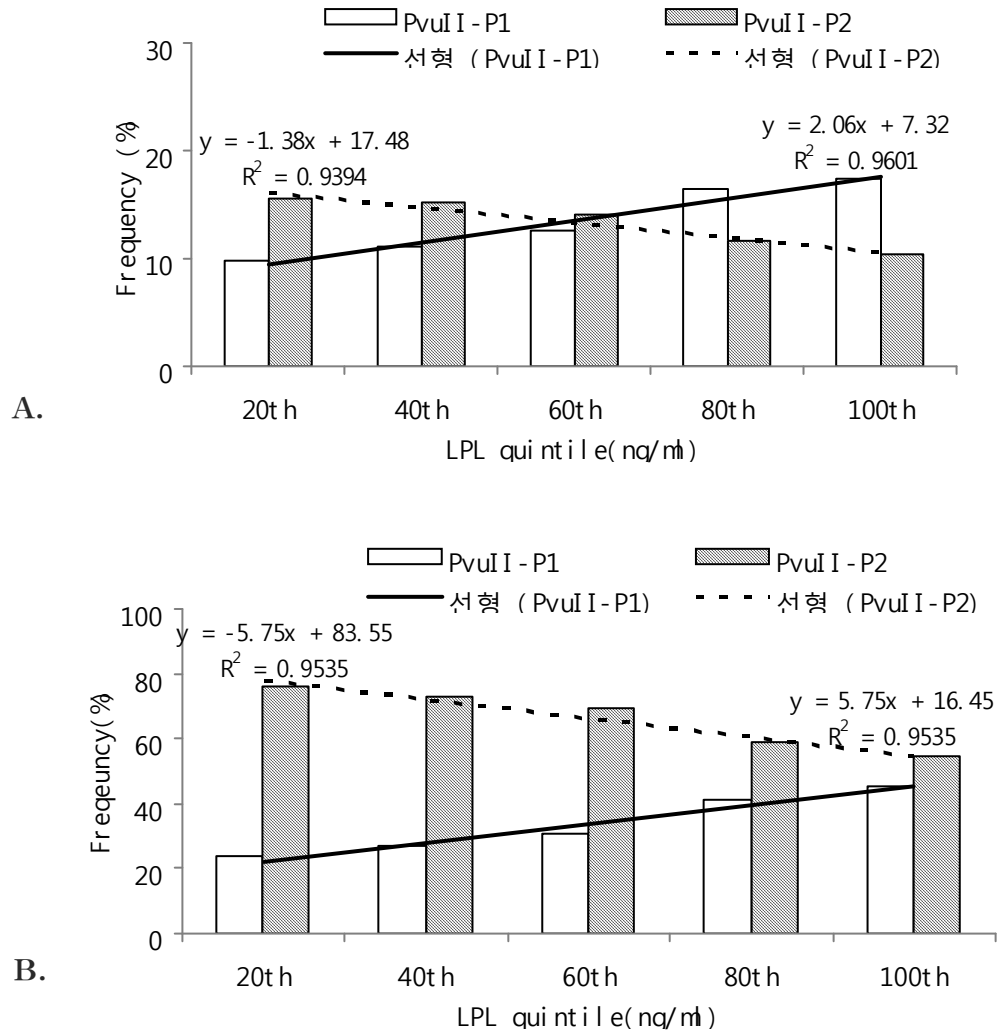 PvuII-P1 PvuII-P2
선형 (PvuII-P1) 선형 (PvuII-P2)
30
20
10
0
Frequency (%
y = -1.38x + 17.48
R² = 0.9394
y = 2.06x + 7.32
R² = 0.9601
20th 40th 60th 80th 100th
LPL quintile(ng/ml)
A.
PvuII-P1 PvuII-P2
선형 (PvuII-P1) 선형 (PvuII-P2)
100
80
60
40
20
0
Freqeuncy(%
y = -5.75x + 83.55
R² = 0.9535
y = 5.75x + 16.45
R² = 0.9535
20th 40th 60th 80th 100th
LPL quintile(ng/ml)
B.